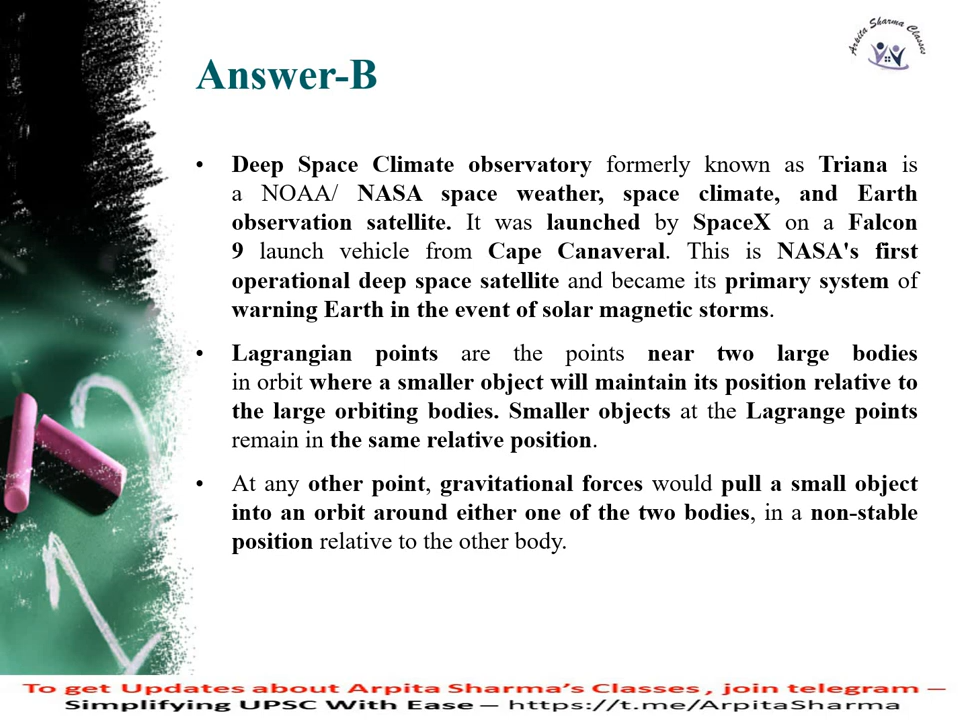 Arpita Sharma Classes
Answer-B
• Deep Space Climate observatory formerly known as Triana is
a NOAA/ NASA space weather, space climate, and Earth
observation satellite. It was launched by SpaceX on a Falcon
9 launch vehicle from Cape Canaveral. This is NASA's first
operational deep space satellite and became its primary system of
warning Earth in the event of solar magnetic storms.
• Lagrangian points are the points near two large bodies
in orbit where a smaller object will maintain its position relative to
the large orbiting bodies. Smaller objects at the Lagrange points
remain in the same relative position.
• At any other point, gravitational forces would pull a small object
into an orbit around either one of the two bodies, in a non-stable
position relative to the other body.
To get Updates about Arpita Sharma's Classes , join telegram –
Simplifying UPSC With Ease – https://t.me/ArpitaSharma